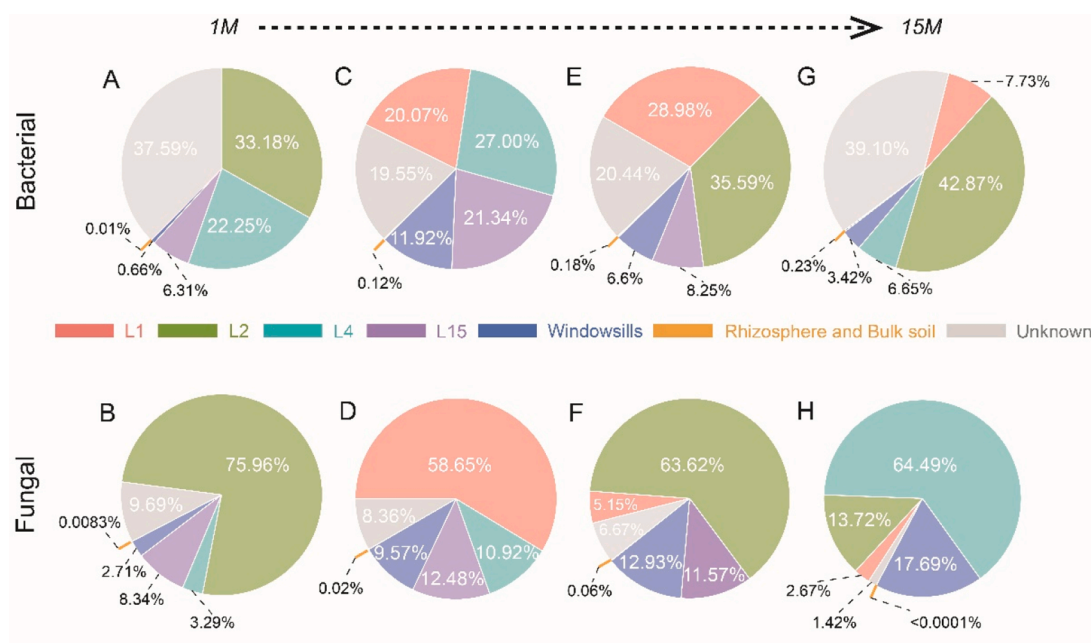 1M 15M
A C E G
Bacterial
37.59% 33.18% 22.25% 6.31% 0.66% 0.01%
20.07% 27.00% 21.34% 11.92% 0.12% 19.55%
28.98% 35.59% 8.25% 6.6% 0.18% 20.44%
7.73% 42.87% 6.65% 3.42% 0.23% 39.10%
L1 L2 L4 L15 Windowsills Rhizosphere and Bulk soil Unknown
B D F H
Fungal
75.96% 3.29% 8.34% 2.71% 0.0083% 9.69%
58.65% 10.92% 12.48% 9.57% 0.02% 8.36%
63.62% 11.57% 12.93% 0.06% 6.67% 5.15%
64.49% 17.69% <0.0001% 1.42% 2.67% 13.72%